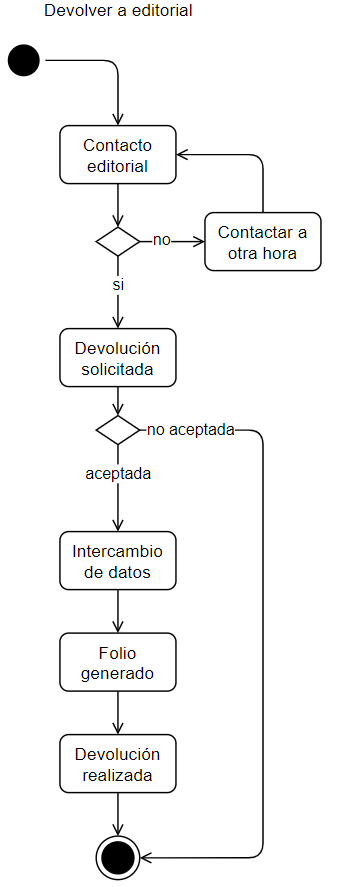 Devolver a editorial
Contacto
editorial
no
Contactar a
otra hora
si
Devolución
solicitada
no aceptada
aceptada
Intercambio
de datos
Folio
generado
Devolución
realizada